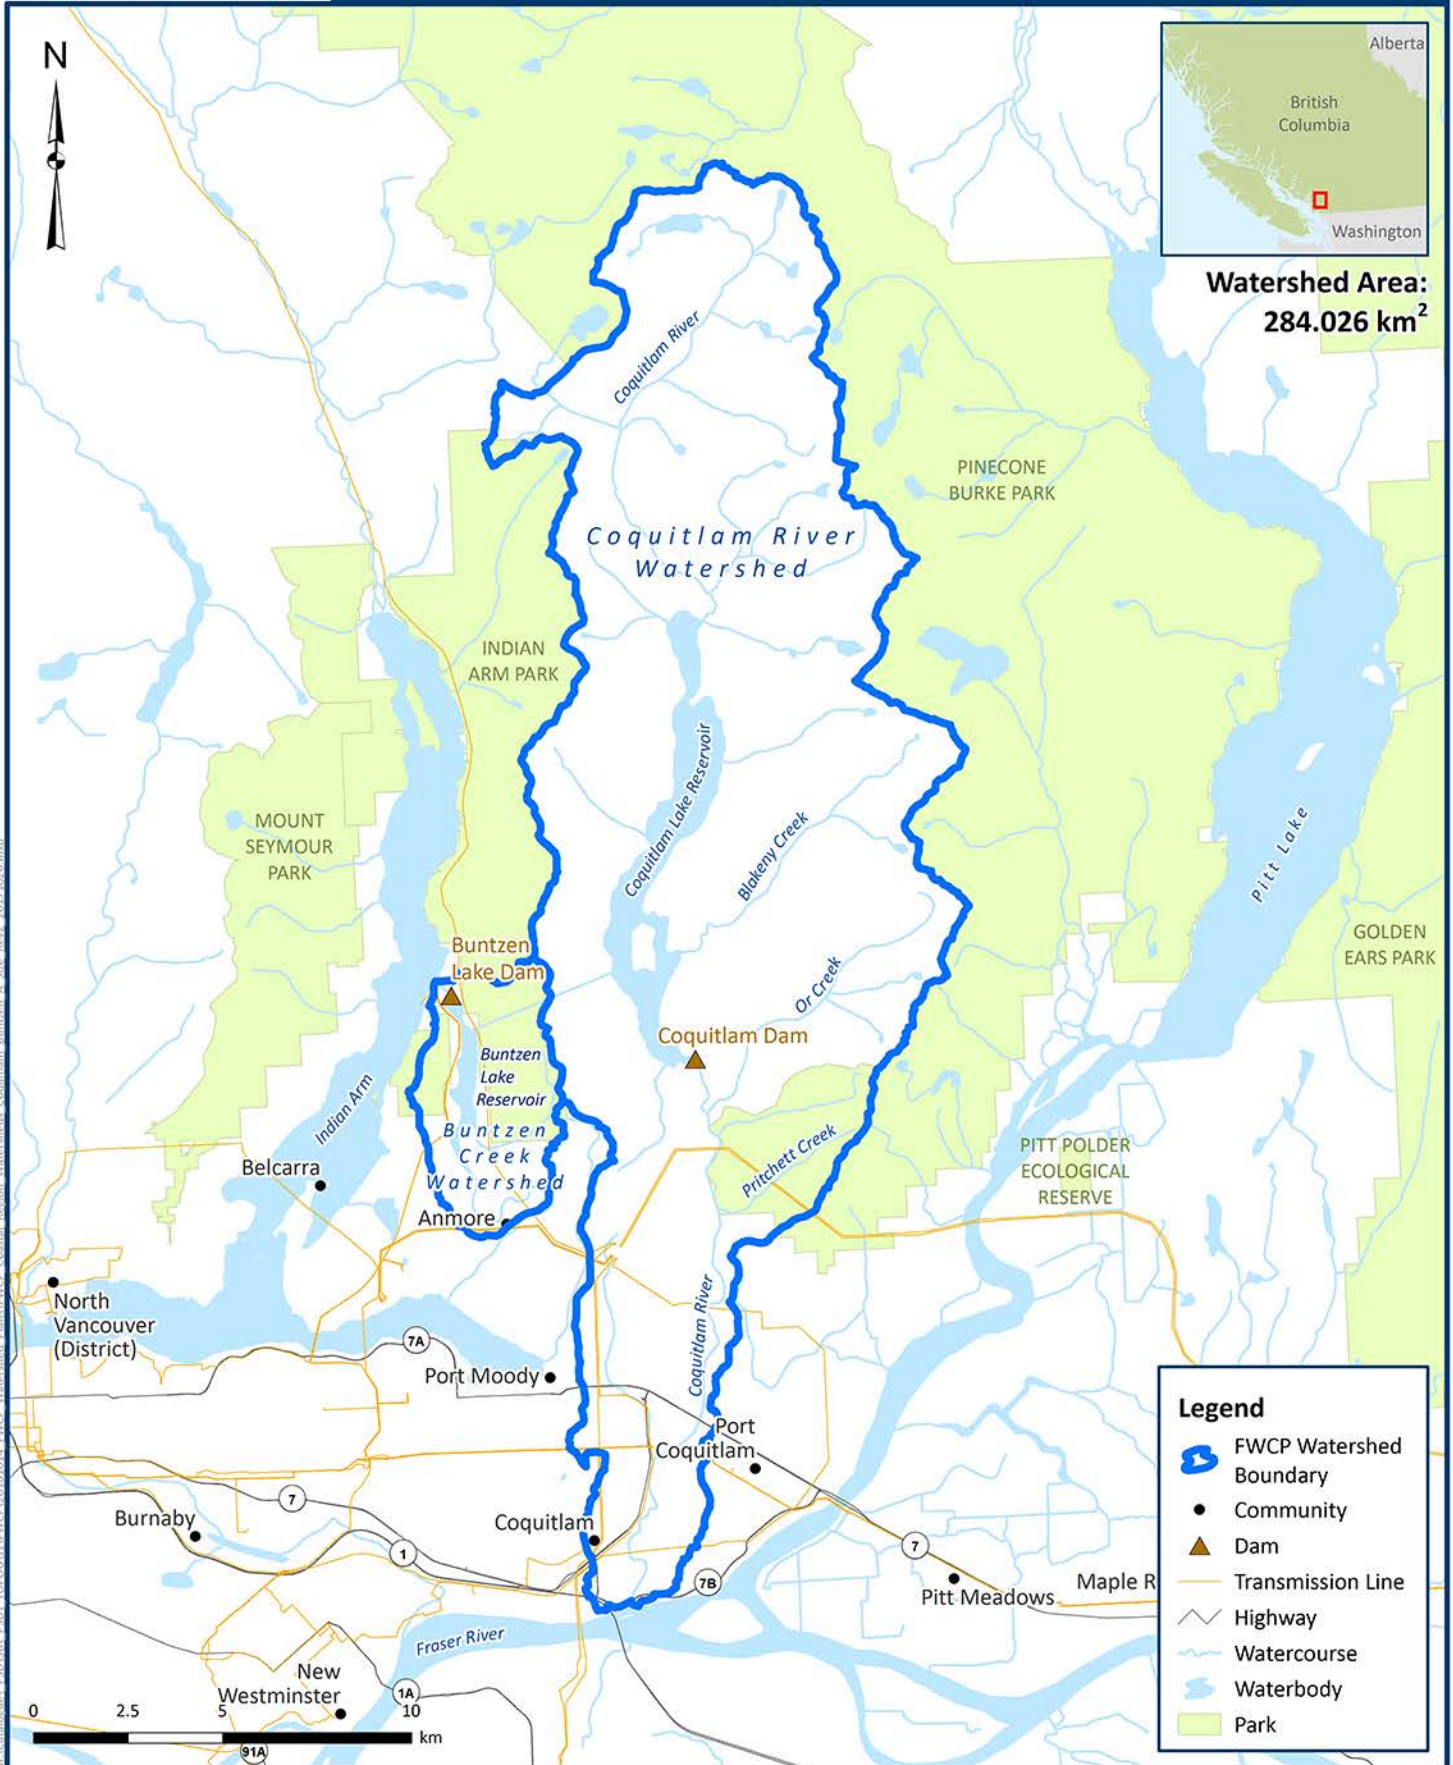 N
Alberta
British
Columbia
Washington
Watershed Area:
284.026 km²
Coquitlam River
PINECONE
BURKE PARK
Coquitlam River
Watershed
INDIAN
ARM PARK
Coquitlam Lake Reservoir
MOUNT
SEYMOUR
PARK
Blakeny Creek
Pitt Lake
GOLDEN
EARS PARK
Buntzen
Lake Dam
Or Creek
Coquitlam Dam
Buntzen
Lake
Reservoir
Indian Arm
Buntzen
Creek
Watershed
Pritchett Creek
PITT POLDER
ECOLOGICAL
RESERVE
Belcarra
Anmore
North
Vancouver
(District)
Coquitlam River
7A
Port Moody
Port
Coquitlam
7
Burnaby
Coquitlam
1
7
7B
Pitt Meadows
Maple R
Fraser River
New
Westminster
1A
91A
0 2.5 5 10
km
Legend
FWCP Watershed
Boundary
Community
Dam
Transmission Line
Highway
Watercourse
Waterbody
Park